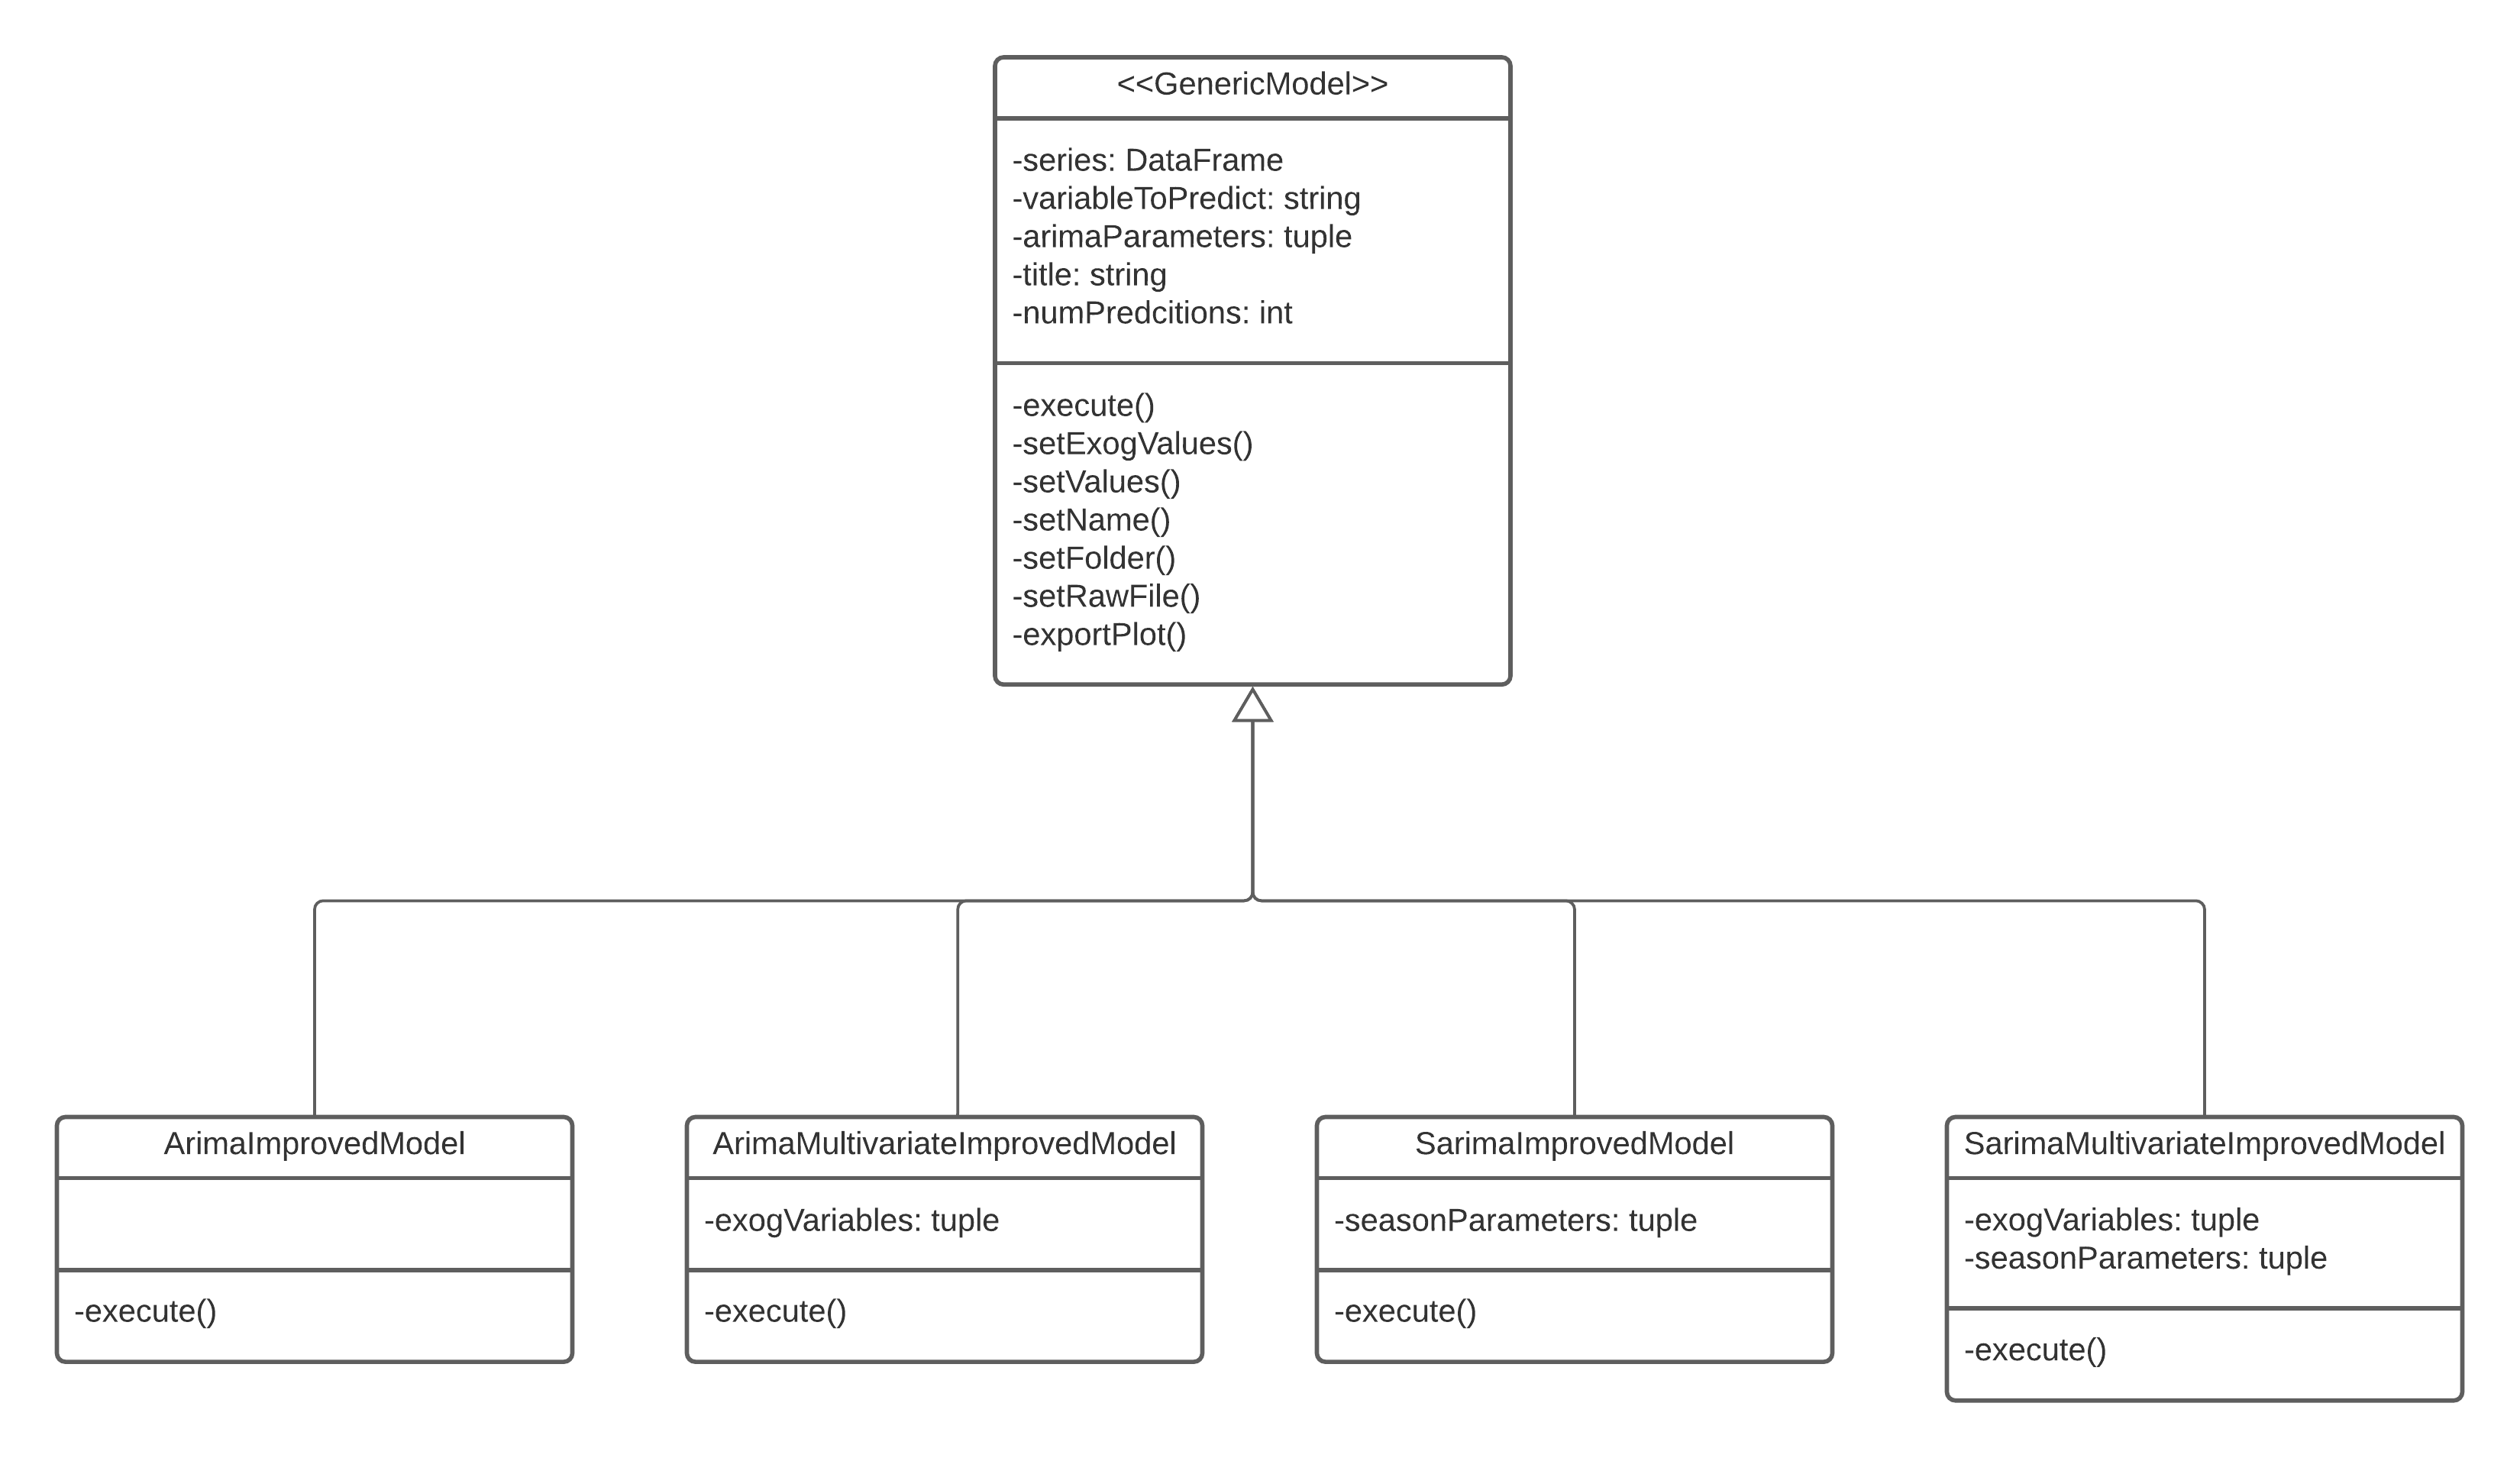 <<GenericModel>>
-series: DataFrame
-variableToPredict: string
-arimaParameters: tuple
-title: string
-numPredcitions: int
-execute()
-setExogValues()
-setValues()
-setName()
-setFolder()
-setRawFile()
-exportPlot()
ArimaImprovedModel
-execute()
ArimaMultivariateImprovedModel
-exogVariables: tuple
-execute()
SarimaImprovedModel
-seasonParameters: tuple
-execute()
SarimaMultivariateImprovedModel
-exogVariables: tuple
-seasonParameters: tuple
-execute()